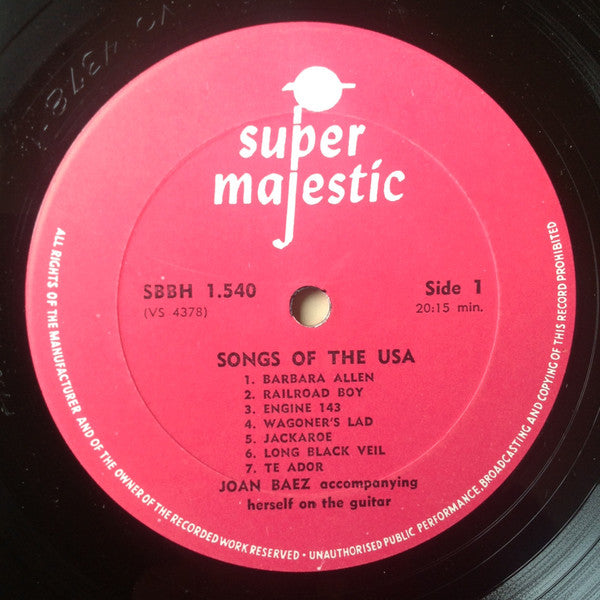 super
majestic
SBBH 1.540
Side 1
(VS 4378)
20:15 min.
SONGS OF THE USA
1. BARBARA ALLEN
2. RAILROAD BOY
3. ENGINE 143
4. WAGONER'S LAD
5. JACKAROE
6. LONG BLACK VEIL
7. TE ADOR
JOAN BAEZ accompanying
herself on the guitar
ALL RIGHTS OF THE MANUFACTURER AND OF THE OWNER OF THE RECORDED WORK RESERVED • UNAUTHORISED PUBLIC PERFORMANCE, BROADCASTING AND COPYING OF THIS RECORD PROHIBITED